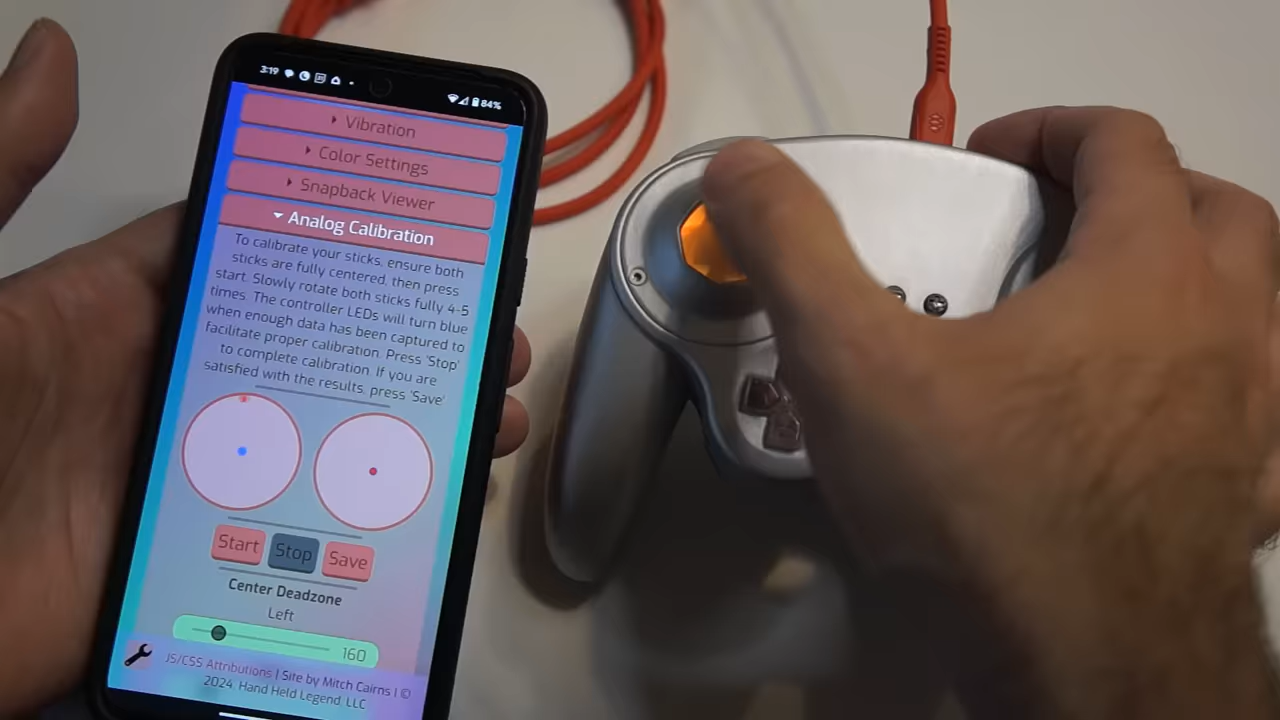 3:19
84%
Vibration
Color Settings
Snapback Viewer
Analog Calibration
To calibrate your sticks, ensure both
sticks are fully centered, then press
start. Slowly rotate both sticks fully 4-5
times. The controller LEDs will turn blue
when enough data has been captured to
facilitate proper calibration. Press 'Stop'
to complete calibration. If you are
satisfied with the results, press 'Save'
Start
Stop
Save
Center Deadzone
Left
160
JS/CSS Attributions | Site by Mitch Cairns | ©
2024, Hand Held Legend, LLC